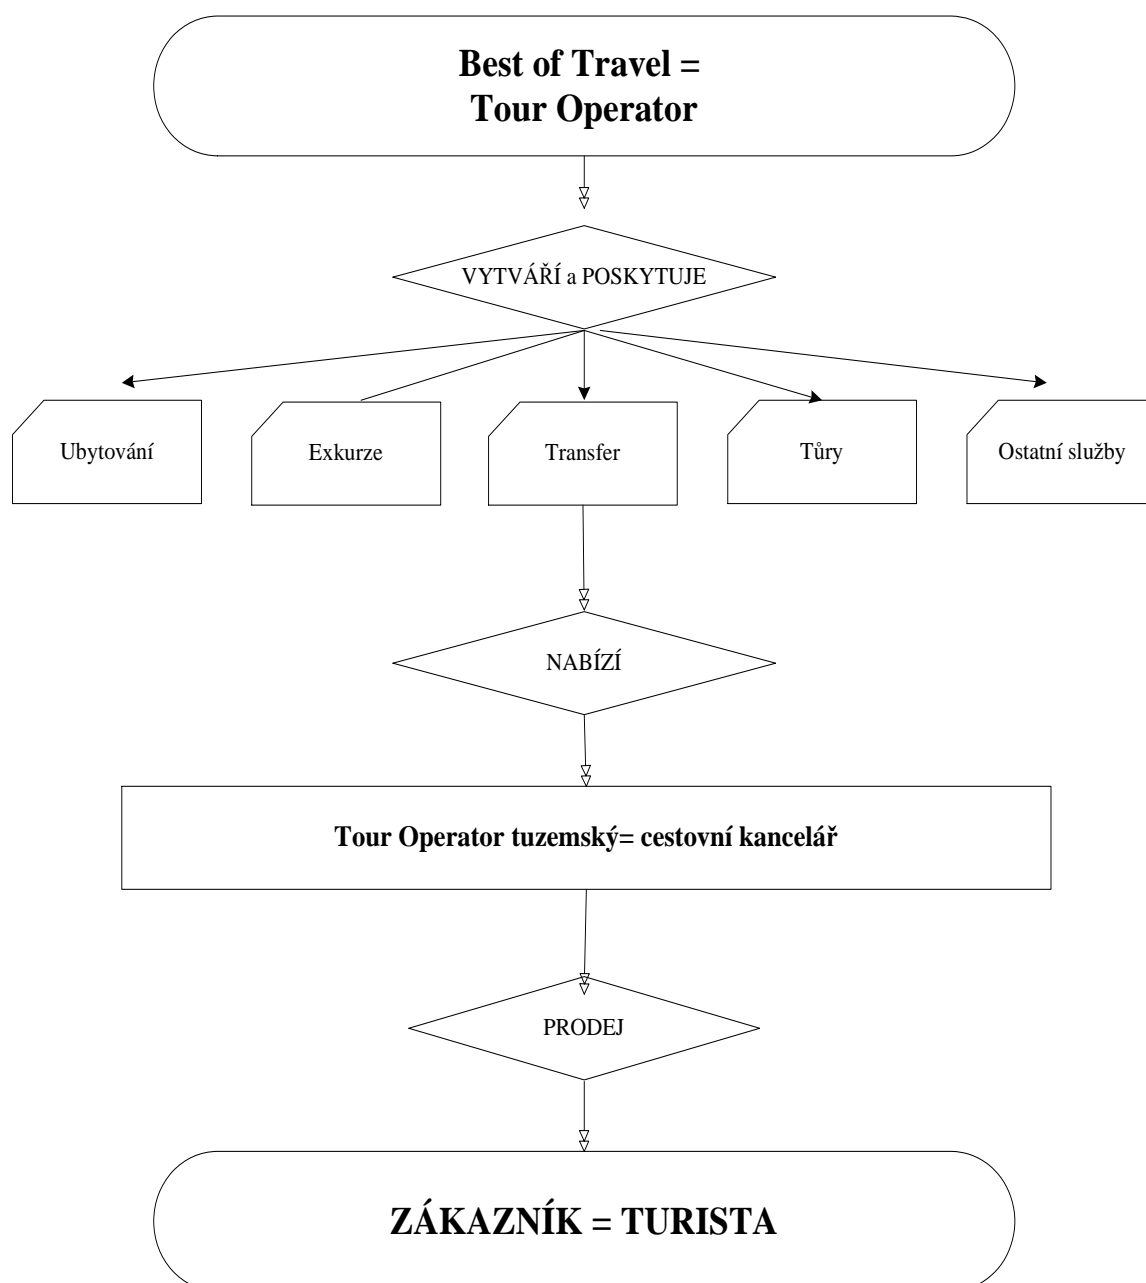 Best of Travel =
Tour Operator
VYTVÁŘÍ a POSKYTUJE
Ubytování
Exkurze
Transfer
Tůry
Ostatní služby
NABÍZÍ
Tour Operator tuzemský= cestovní kancelář
PRODEJ
ZÁKAZNÍK = TURISTA